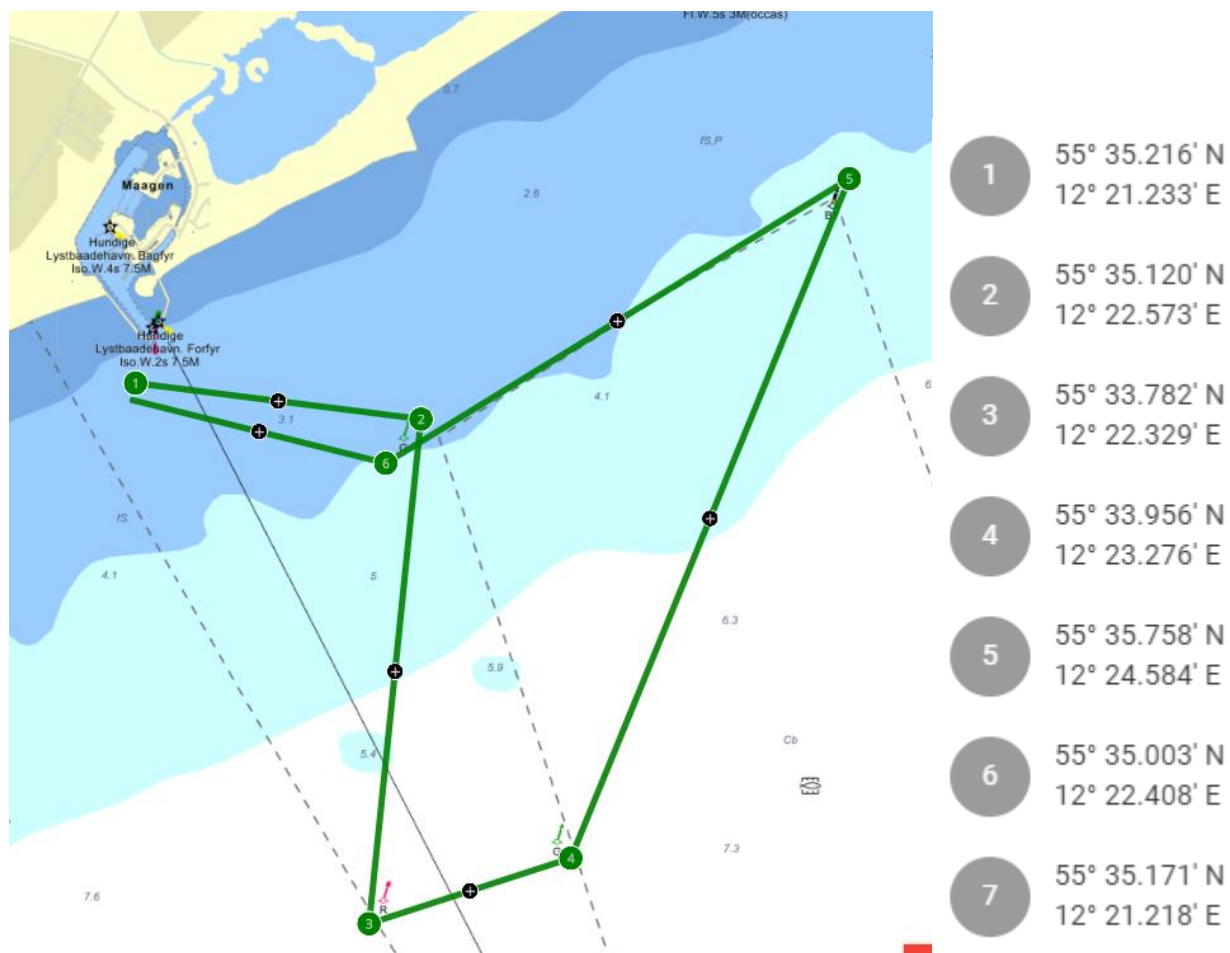 Fl.W.5s 3M(occas)
0.7
fS,P
2.6
Maagen
Hundige
Lystbaadehavn. Bagfyr
Iso.W.4s 7.5M
Hundige
Lystbaadehavn. Forfyr
Iso.W.2s 7.5M
5
B
1
2
3.1
4.1
6
G
6
fS
4.1
5
6.3
5.9
5.4
Cb
7.3
G
4
7.6
R
3
1
55° 35.216' N
12° 21.233' E
2
55° 35.120' N
12° 22.573' E
3
55° 33.782' N
12° 22.329' E
4
55° 33.956' N
12° 23.276' E
5
55° 35.758' N
12° 24.584' E
6
55° 35.003' N
12° 22.408' E
7
55° 35.171' N
12° 21.218' E